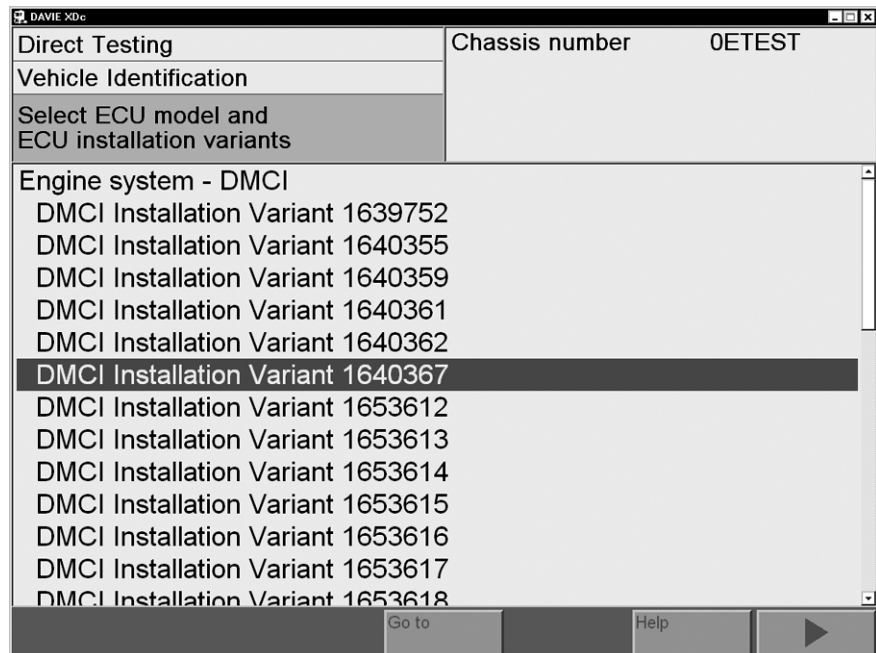 DAVIE XDc
Direct Testing
Chassis number 0ETEST
Vehicle Identification
Select ECU model and
ECU installation variants
Engine system - DMCI
DMCI Installation Variant 1639752
DMCI Installation Variant 1640355
DMCI Installation Variant 1640359
DMCI Installation Variant 1640361
DMCI Installation Variant 1640362
DMCI Installation Variant 1640367
DMCI Installation Variant 1653612
DMCI Installation Variant 1653613
DMCI Installation Variant 1653614
DMCI Installation Variant 1653615
DMCI Installation Variant 1653616
DMCI Installation Variant 1653617
DMCI Installation Variant 1653618
Go to Help